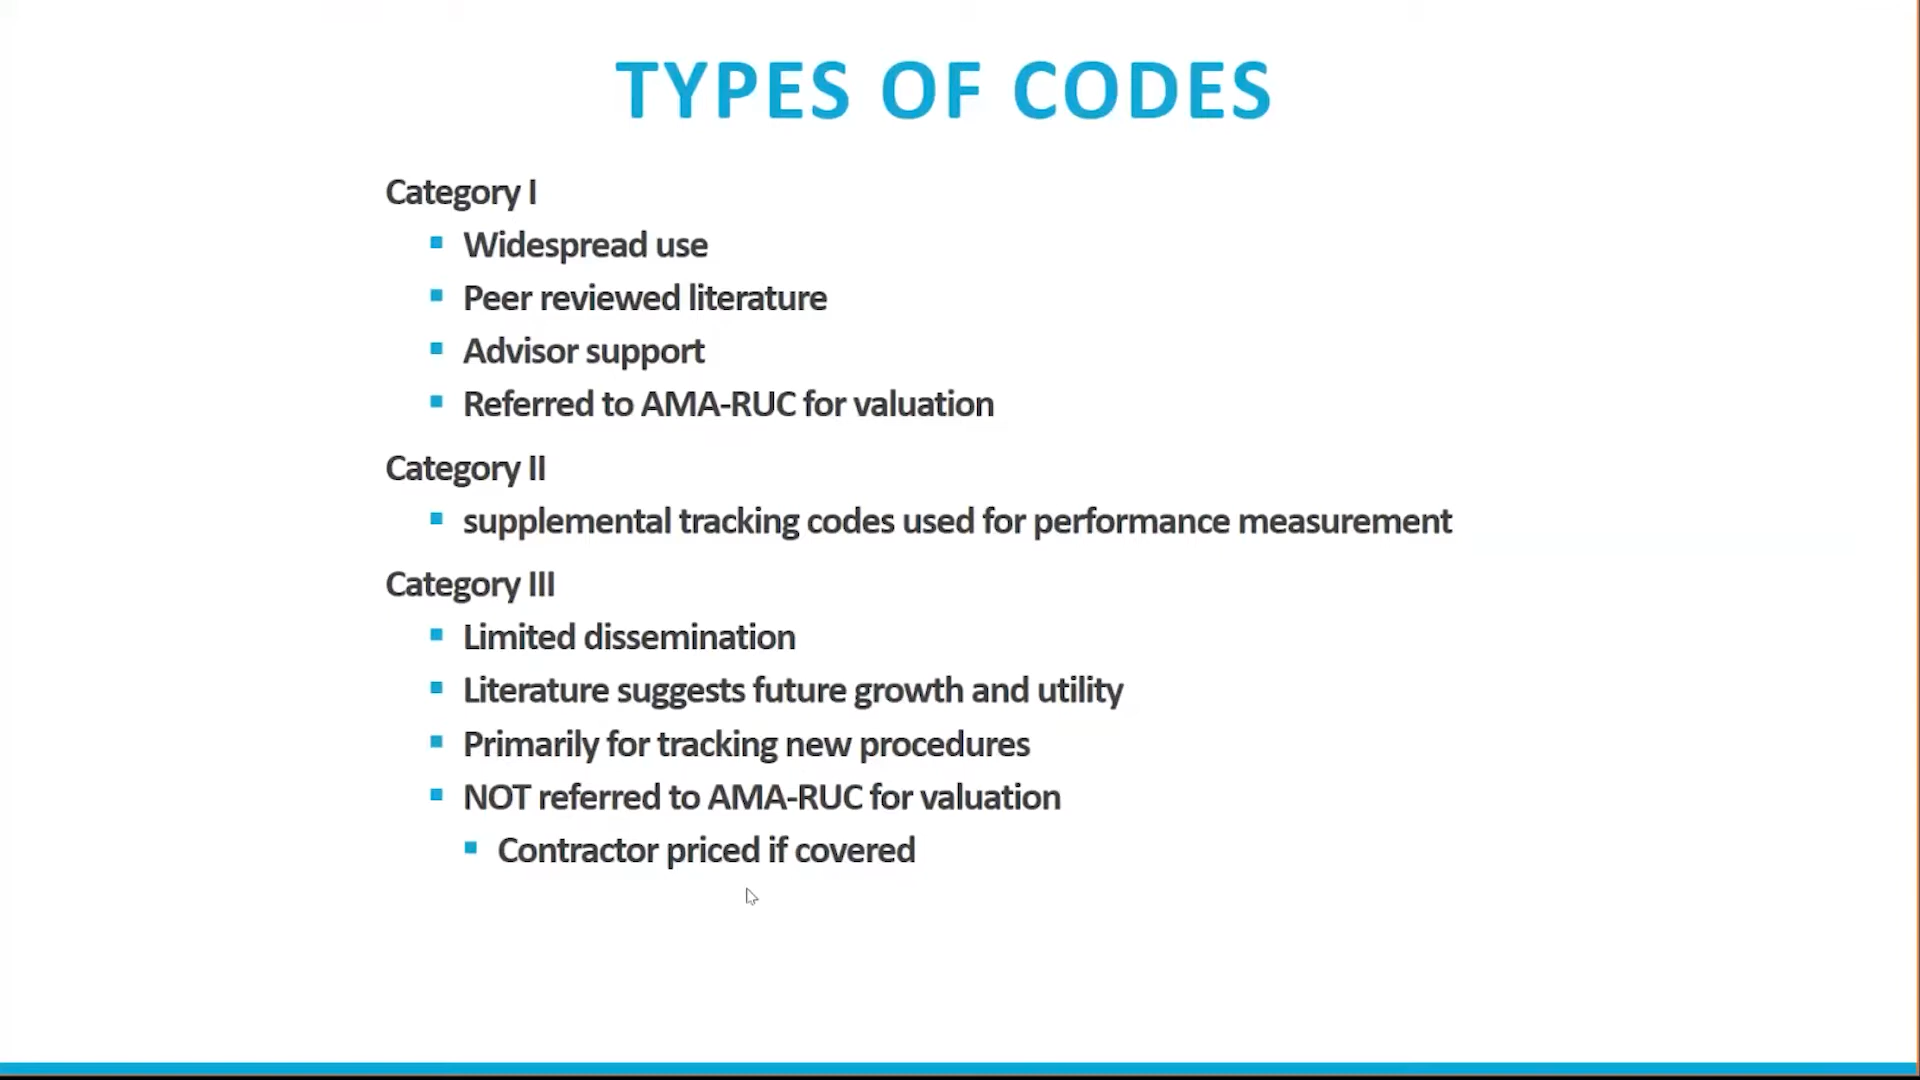 TYPES OF CODES
Category I
Widespread use
Peer reviewed literature
Advisor support
Referred to AMA-RUC for valuation
Category II
supplemental tracking codes used for performance measurement
Category III
Limited dissemination
Literature suggests future growth and utility
Primarily for tracking new procedures
NOT referred to AMA-RUC for valuation
Contractor priced if covered